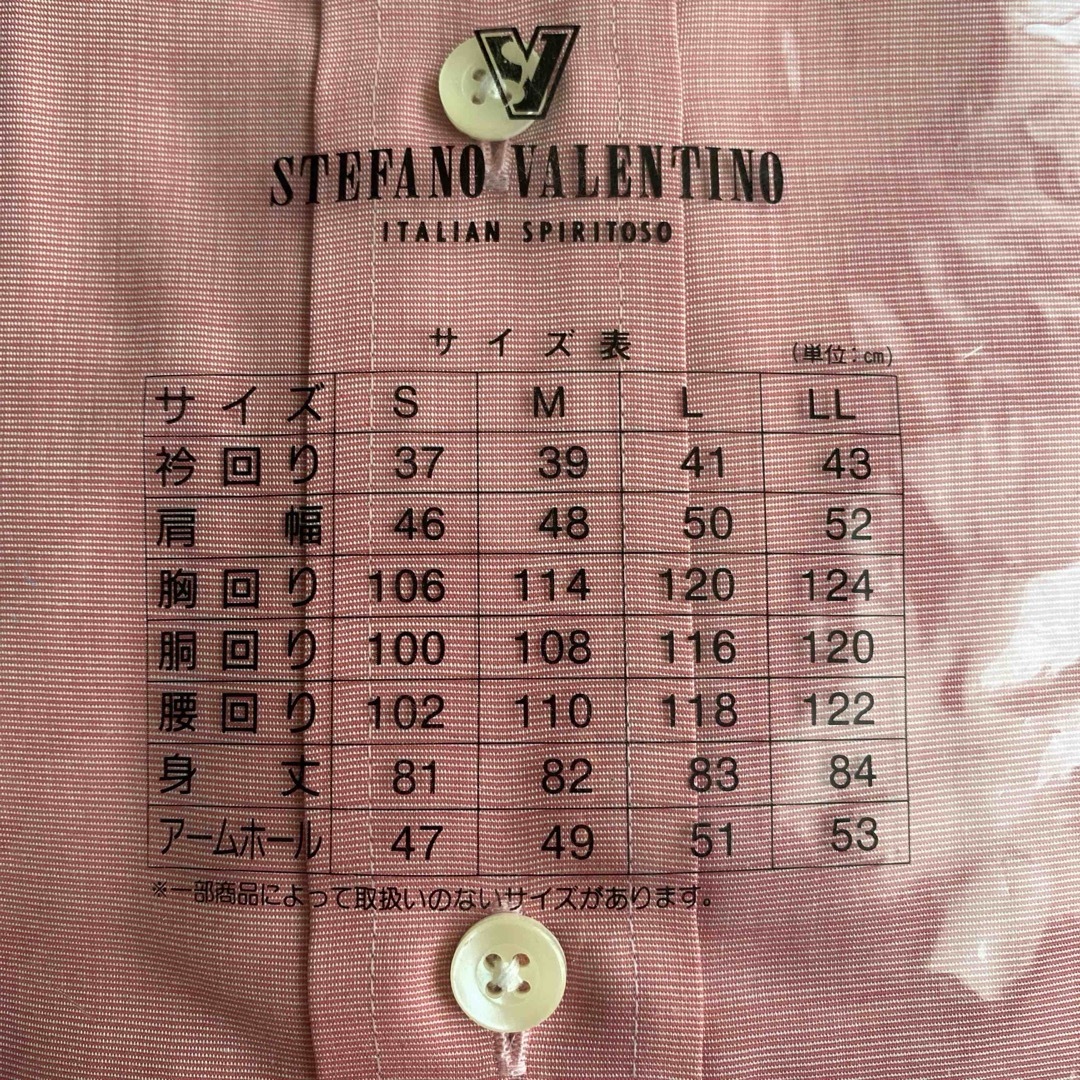 SV
STEFANO VALENTINO
ITALIAN SPIRITOSO
サイズ表
(単位:㎝)
サイズ S M L LL
衿回り 37 39 41 43
肩幅 46 48 50 52
胸回り 106 114 120 124
胴回り 100 108 116 120
腰回り 102 110 118 122
身丈 81 82 83 84
アームホール 47 49 51 53
※一部商品によって取扱いのないサイズがあります。